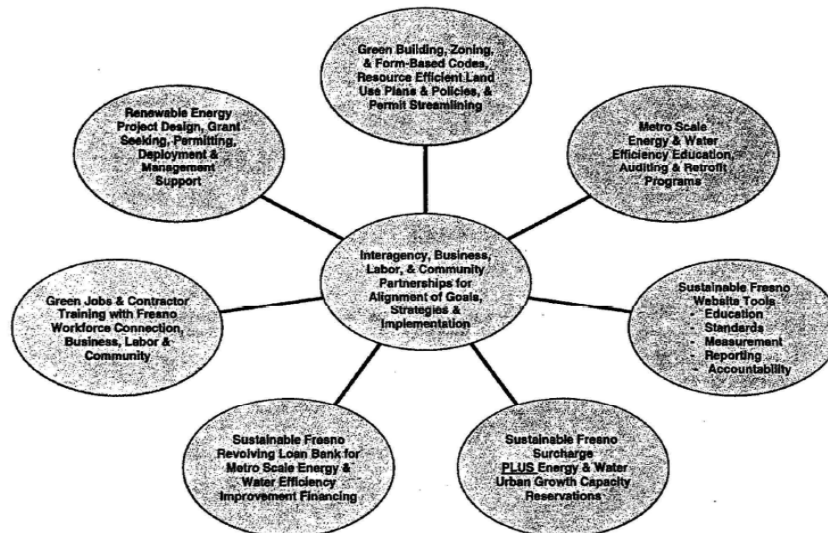 Green Building, Zoning,
& Form-Based Codes,
Resource Efficient Land
Use Plans & Policies, &
Permit Streamlining
Renewable Energy
Project Design, Grant
Seeking, Permitting,
Deployment &
Management
Support
Metro Scale
Energy & Water
Efficiency Education,
Auditing & Retrofit
Programs
Interagency, Business,
Labor, & Community
Partnerships for
Alignment of Goals,
Strategies &
Implementation
Green Jobs & Contractor
Training with Fresno
Workforce Connection,
Business, Labor &
Community
Sustainable Fresno
Website Tools
- Education
- Standards
- Measurement
- Reporting
- Accountability
Sustainable Fresno
Revolving Loan Bank for
Metro Scale Energy &
Water Efficiency
Improvement Financing
Sustainable Fresno
Surcharge
PLUS Energy & Water
Urban Growth Capacity
Reservations